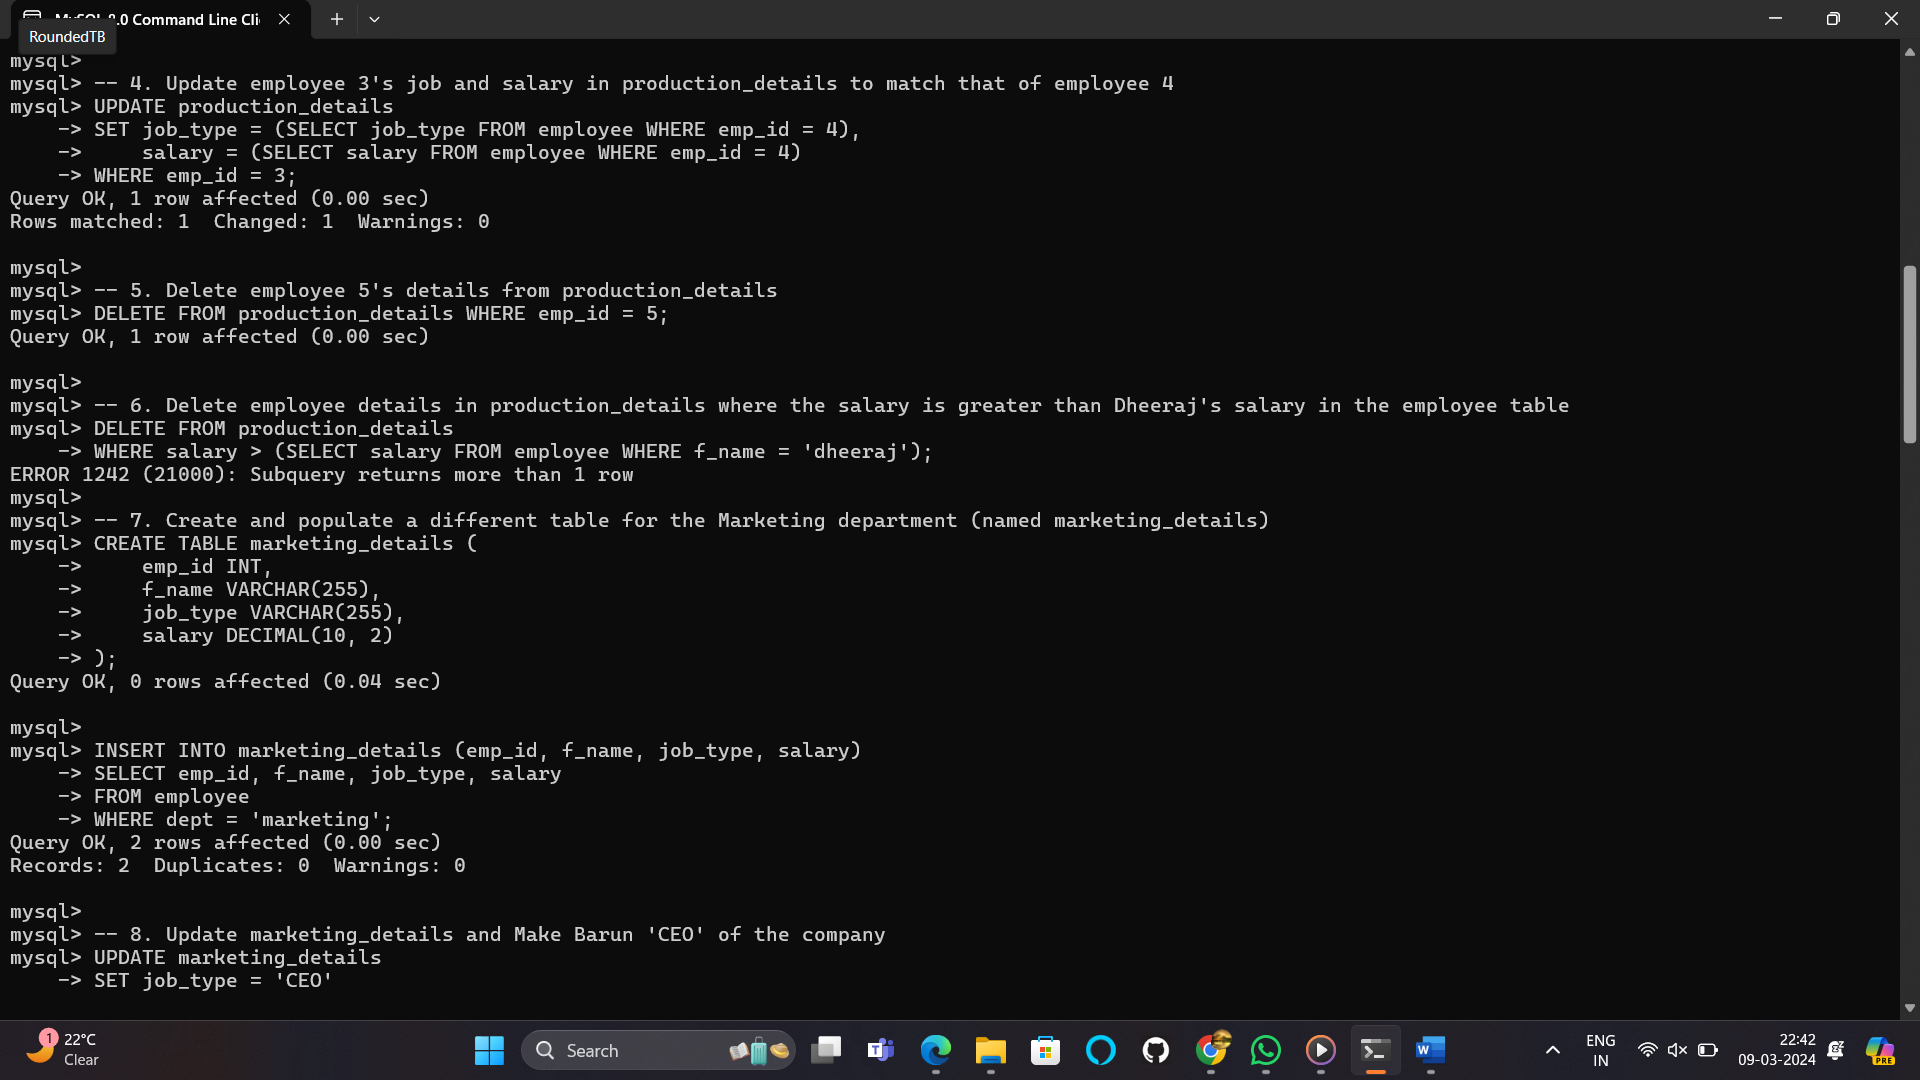 MySQL 8.0 Command Line Cli
RoundedTB
mysql>
mysql> -- 4. Update employee 3's job and salary in production_details to match that of employee 4
mysql> UPDATE production_details
    -> SET job_type = (SELECT job_type FROM employee WHERE emp_id = 4),
    ->     salary = (SELECT salary FROM employee WHERE emp_id = 4)
    -> WHERE emp_id = 3;
Query OK, 1 row affected (0.00 sec)
Rows matched: 1  Changed: 1  Warnings: 0
mysql>
mysql> -- 5. Delete employee 5's details from production_details
mysql> DELETE FROM production_details WHERE emp_id = 5;
Query OK, 1 row affected (0.00 sec)
mysql>
mysql> -- 6. Delete employee details in production_details where the salary is greater than Dheeraj's salary in the employee table
mysql> DELETE FROM production_details
    -> WHERE salary > (SELECT salary FROM employee WHERE f_name = 'dheeraj');
ERROR 1242 (21000): Subquery returns more than 1 row
mysql>
mysql> -- 7. Create and populate a different table for the Marketing department (named marketing_details)
mysql> CREATE TABLE marketing_details (
    ->     emp_id INT,
    ->     f_name VARCHAR(255),
    ->     job_type VARCHAR(255),
    ->     salary DECIMAL(10, 2)
    -> );
Query OK, 0 rows affected (0.04 sec)
mysql>
mysql> INSERT INTO marketing_details (emp_id, f_name, job_type, salary)
    -> SELECT emp_id, f_name, job_type, salary
    -> FROM employee
    -> WHERE dept = 'marketing';
Query OK, 2 rows affected (0.00 sec)
Records: 2  Duplicates: 0  Warnings: 0
mysql>
mysql> -- 8. Update marketing_details and Make Barun 'CEO' of the company
mysql> UPDATE marketing_details
    -> SET job_type = 'CEO'
1
22°C
Clear
Search
ENG
IN
22:42
09-03-2024
PRE